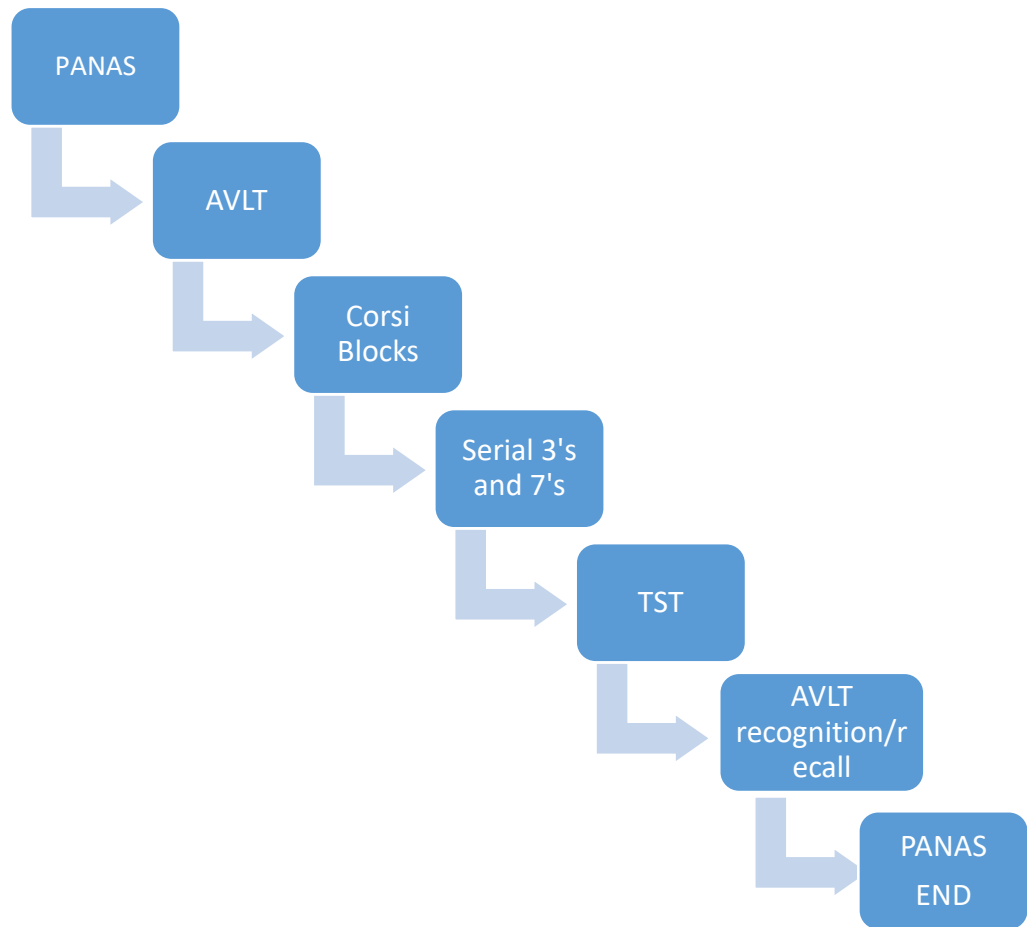 PANAS
AVLT
Corsi
Blocks
Serial 3's
and 7's
TST
AVLT
recognition/r
ecall
PANAS
END